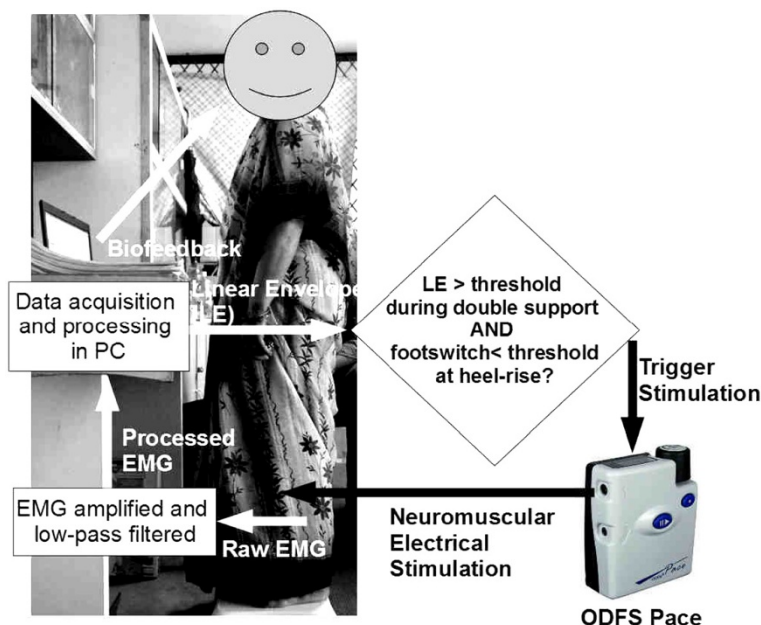 Biofeedback
Linear Envelope
(LE)
Data acquisition
and processing
in PC
LE > threshold
during double support
AND
footswitch< threshold
at heel-rise?
Trigger
Stimulation
Processed
EMG
EMG amplified and
low-pass filtered
Raw EMG
Neuromuscular
Electrical
Stimulation
Pace
ODFS Pace